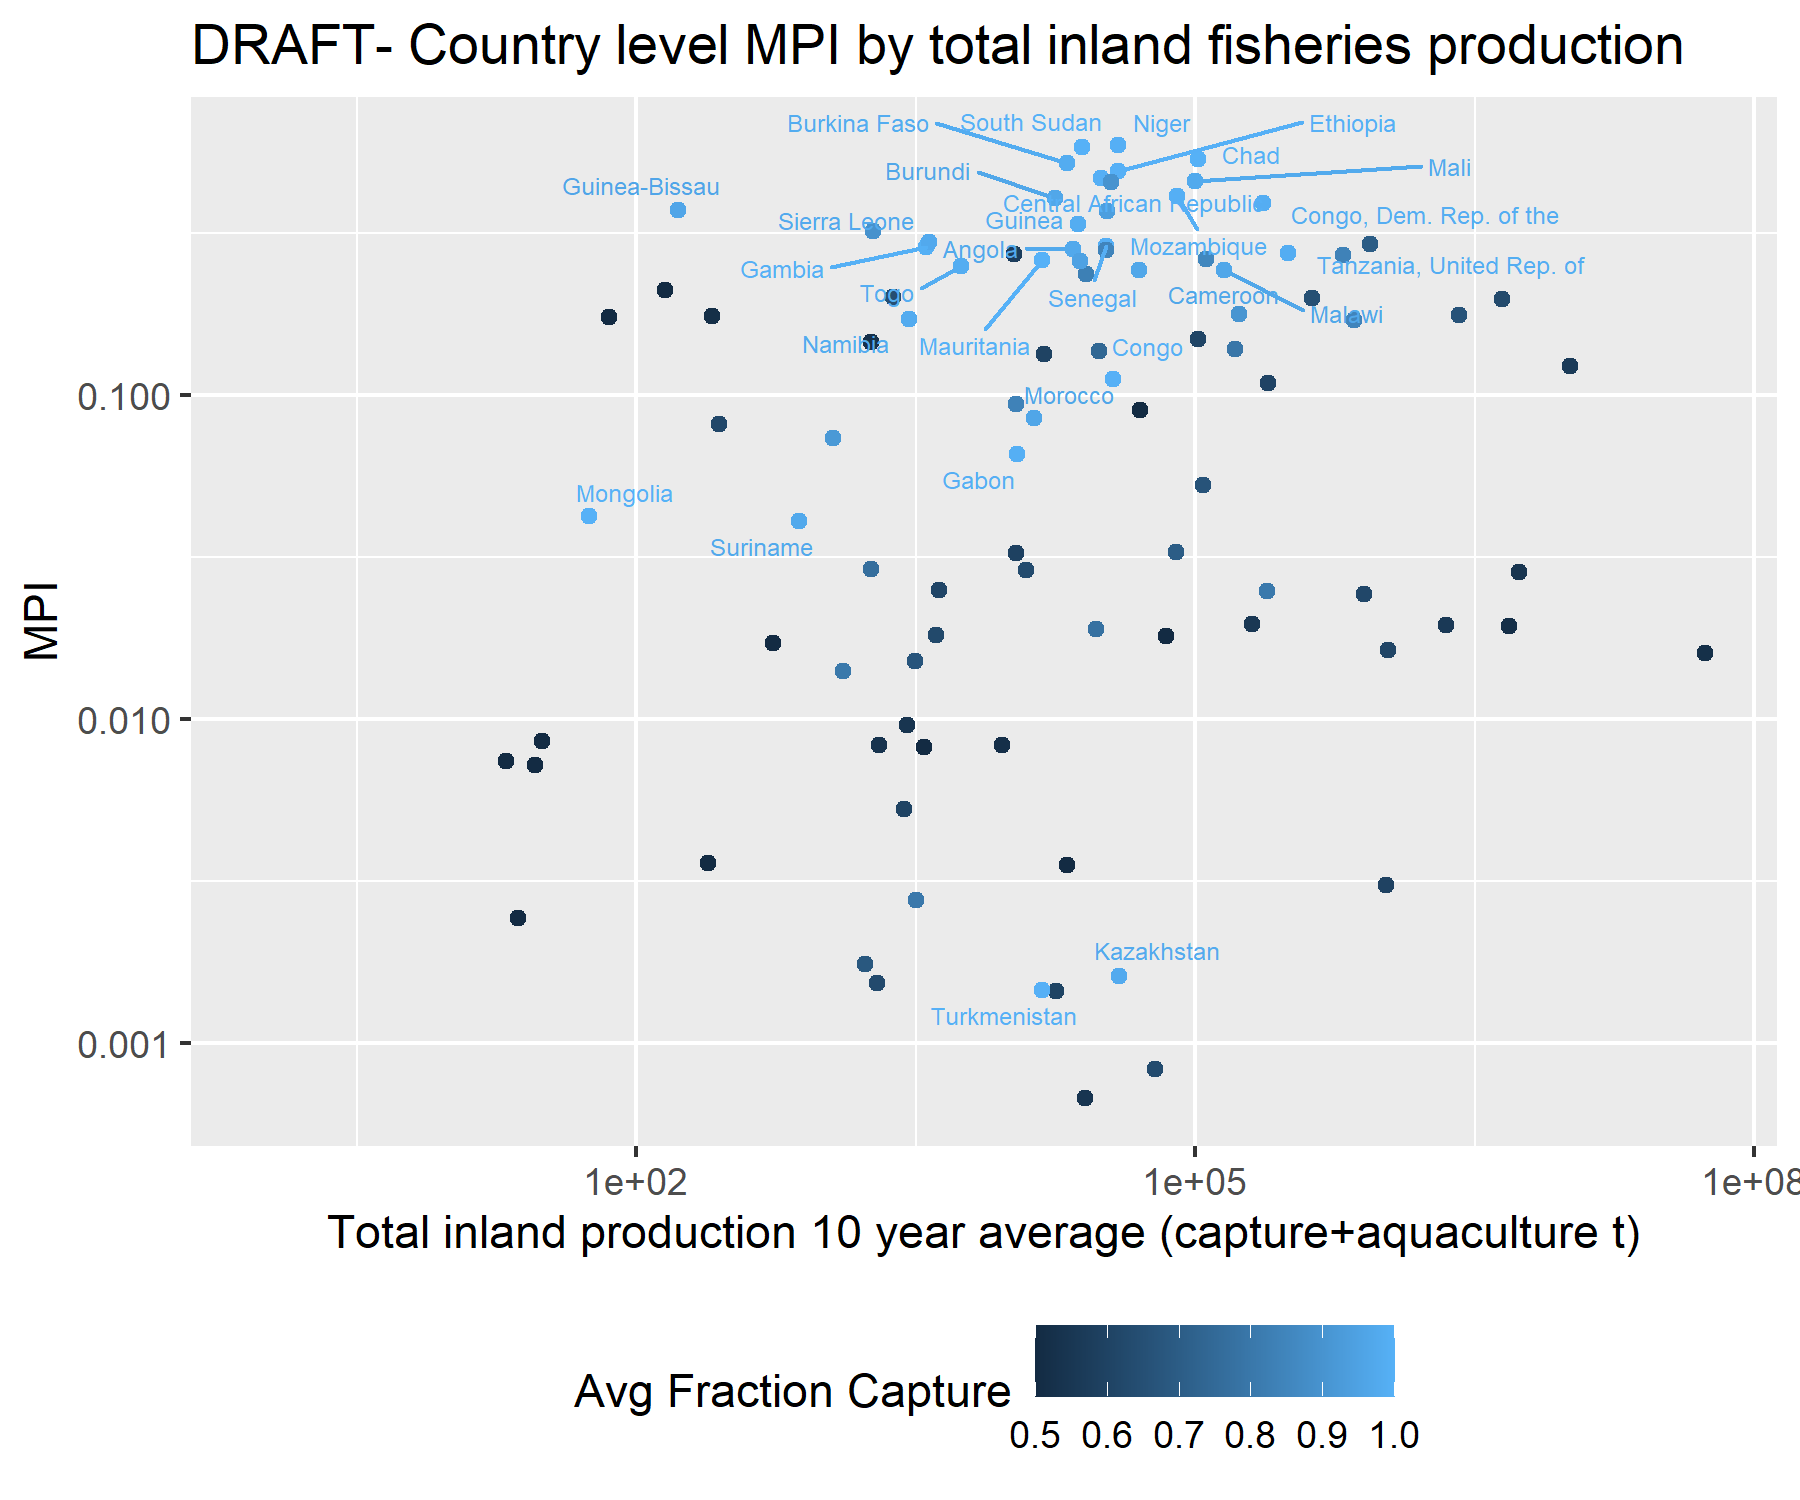 DRAFT- Country level MPI by total inland fisheries production
Burkina Faso
South Sudan
Niger
Ethiopia
Chad
Mali
Burundi
Guinea-Bissau
Central African Republic
Congo, Dem. Rep. of the
Sierra Leone
Guinea
Angola
Mozambique
Gambia
Tanzania, United Rep. of
Togo
Senegal
Cameroon
Malawi
Namibia
Mauritania
Congo
Morocco
0.100
Gabon
Mongolia
Suriname
MPI
0.010
Kazakhstan
Turkmenistan
0.001
1e+02
1e+05
1e+08
Total inland production 10 year average (capture+aquaculture t)
Avg Fraction Capture
0.5 0.6 0.7 0.8 0.9 1.0